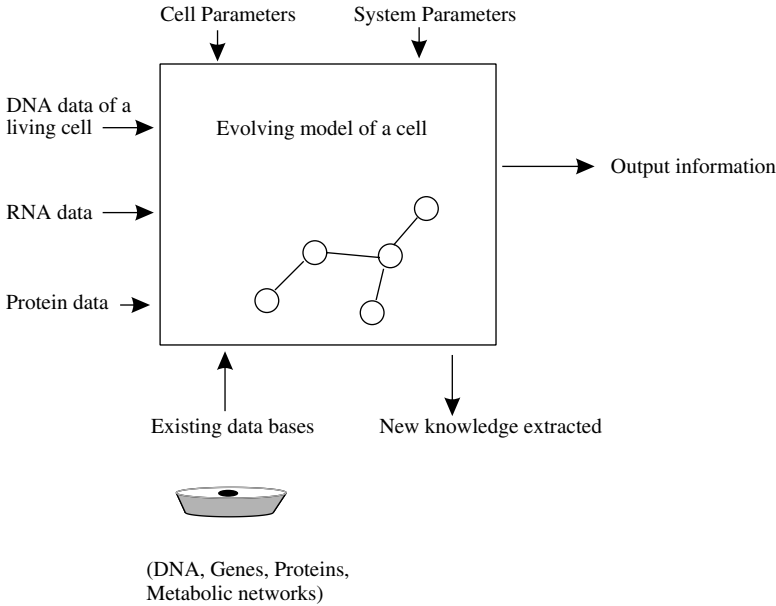 Cell Parameters
System Parameters
DNA data of a
living cell
Evolving model of a cell
Output information
RNA data
Protein data
Existing data bases
New knowledge extracted
(DNA, Genes, Proteins,
Metabolic networks)